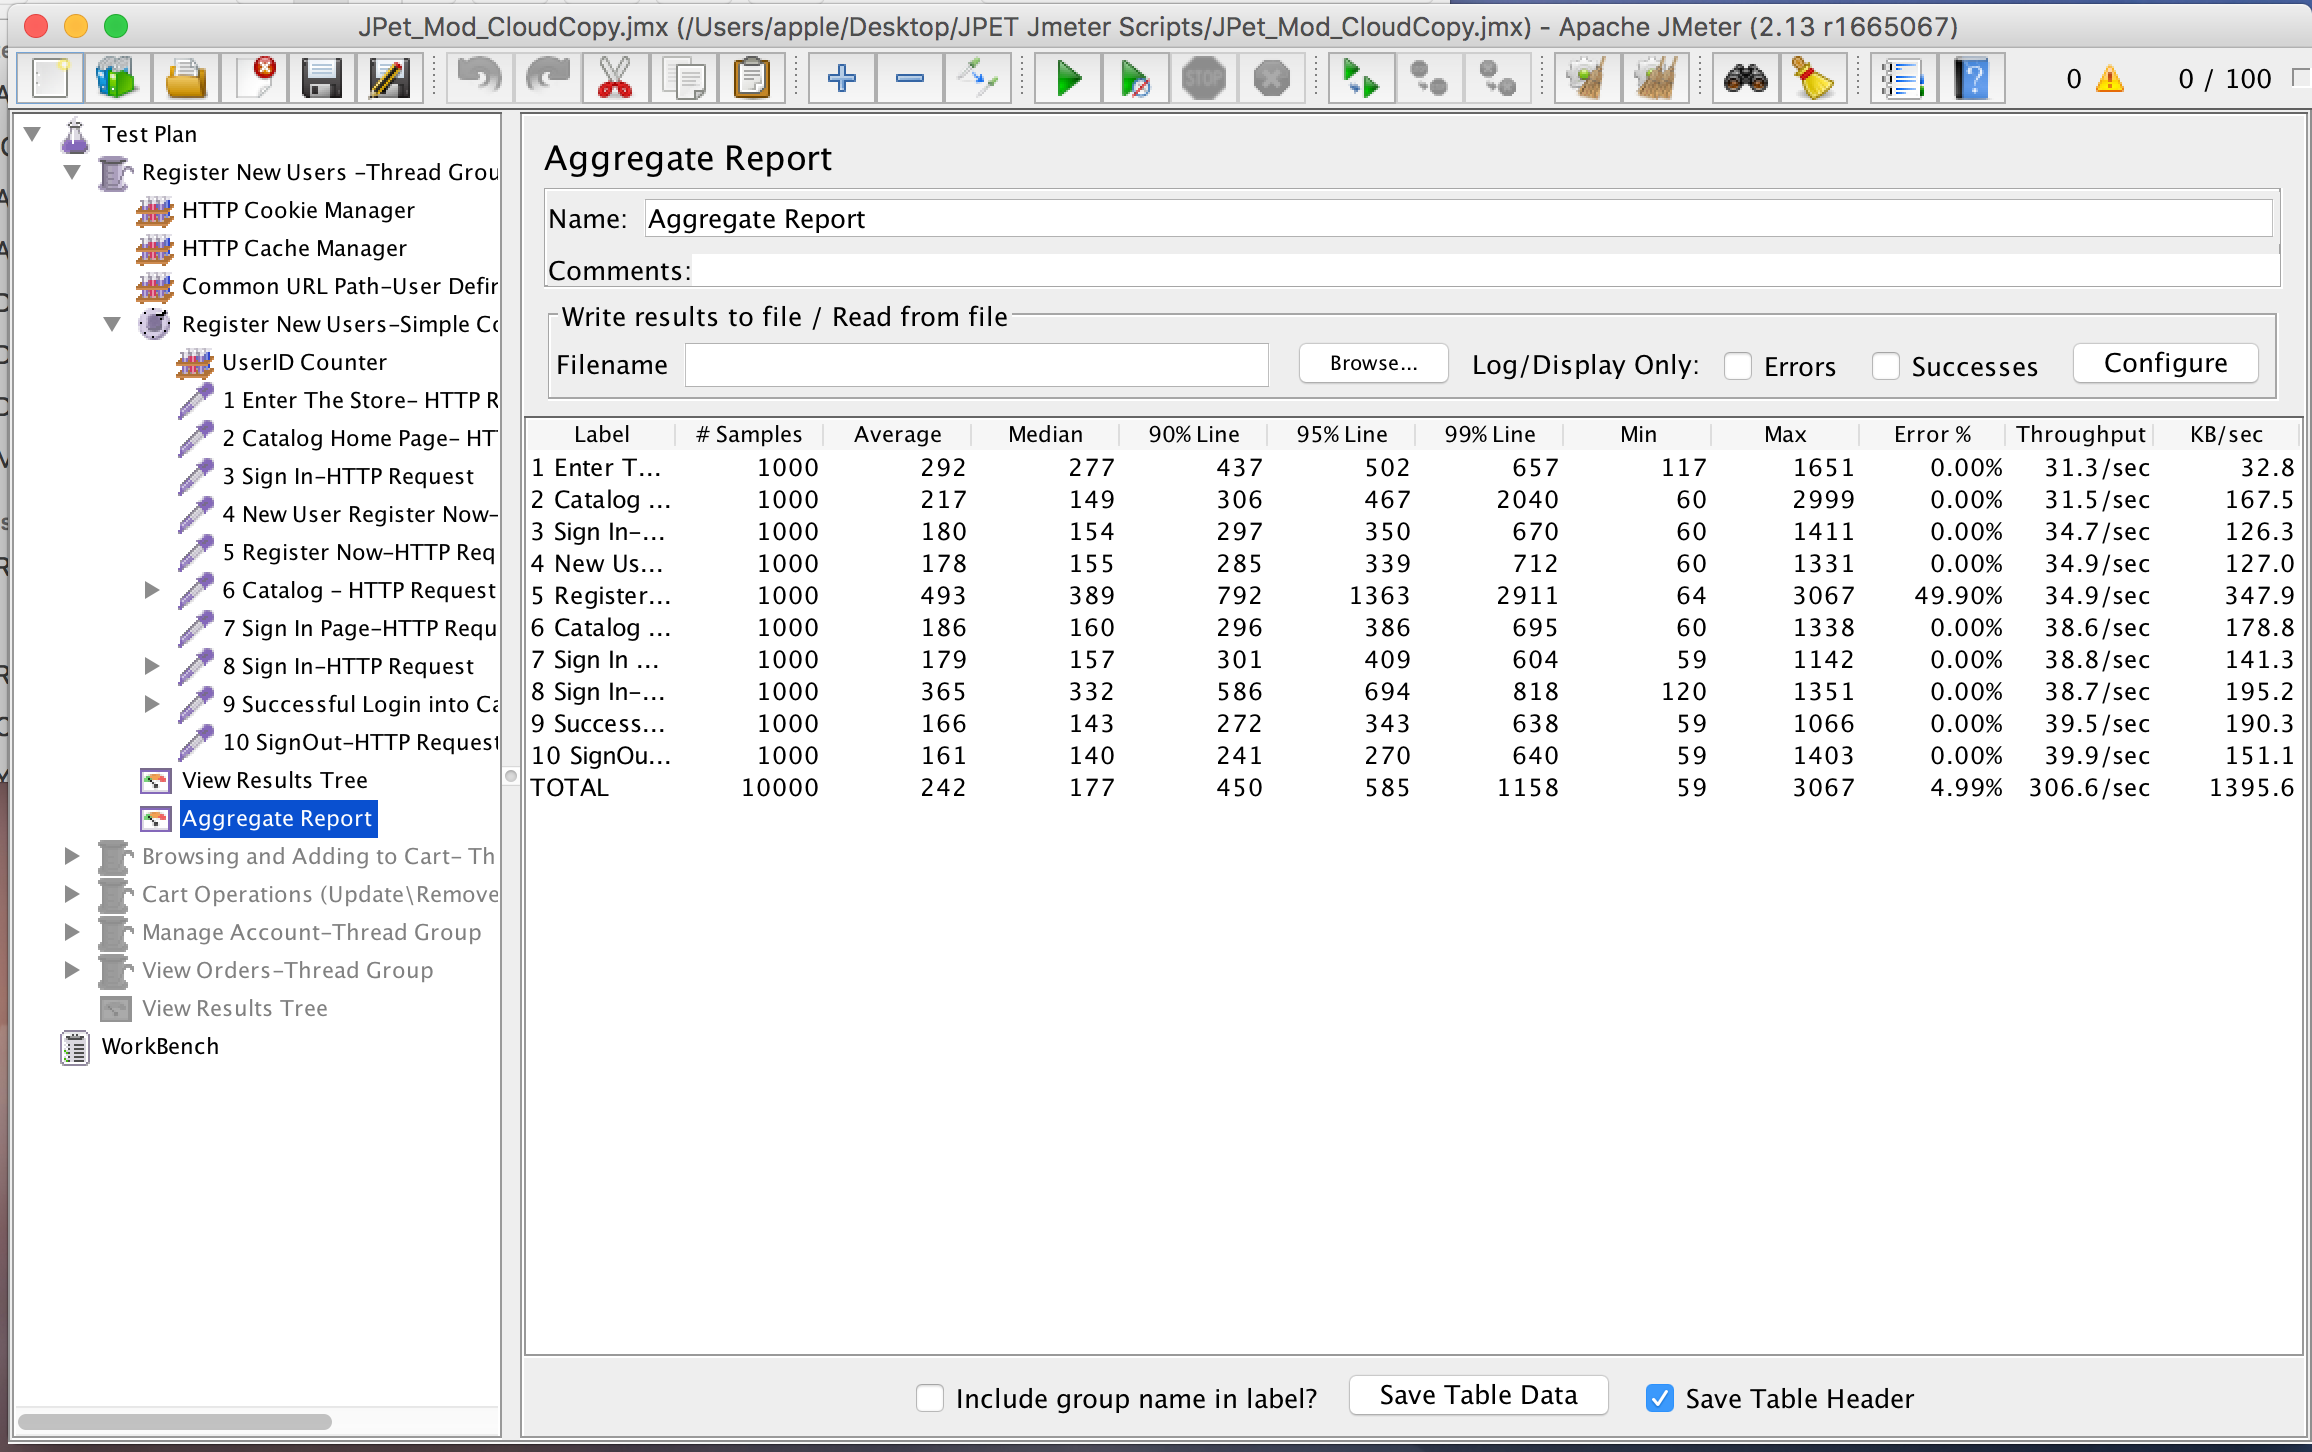 JPet_Mod_CloudCopy.jmx (/Users/apple/Desktop/JPET Jmeter Scripts/JPet_Mod_CloudCopy.jmx) - Apache JMeter (2.13 r1665067)
STOP
?
0
0 / 100
Test Plan
Register New Users -Thread Grou
HTTP Cookie Manager
HTTP Cache Manager
Common URL Path-User Defin
Register New Users-Simple Co
UserID Counter
1 Enter The Store- HTTP R
2 Catalog Home Page- HT
3 Sign In-HTTP Request
4 New User Register Now-
5 Register Now-HTTP Req
6 Catalog - HTTP Request
7 Sign In Page-HTTP Requ
8 Sign In-HTTP Request
9 Successful Login into Ca
10 SignOut-HTTP Request
View Results Tree
Aggregate Report
Browsing and Adding to Cart- Th
Cart Operations (Update\Remove
Manage Account-Thread Group
View Orders-Thread Group
View Results Tree
WorkBench
Aggregate Report
Name: Aggregate Report
Comments:
Write results to file / Read from file
Filename Browse... Log/Display Only: Errors Successes Configure
Label # Samples Average Median 90% Line 95% Line 99% Line Min Max Error % Throughput KB/sec
1 Enter T... 1000 292 277 437 502 657 117 1651 0.00% 31.3/sec 32.8
2 Catalog ... 1000 217 149 306 467 2040 60 2999 0.00% 31.5/sec 167.5
3 Sign In-... 1000 180 154 297 350 670 60 1411 0.00% 34.7/sec 126.3
4 New Us... 1000 178 155 285 339 712 60 1331 0.00% 34.9/sec 127.0
5 Register... 1000 493 389 792 1363 2911 64 3067 49.90% 34.9/sec 347.9
6 Catalog ... 1000 186 160 296 386 695 60 1338 0.00% 38.6/sec 178.8
7 Sign In ... 1000 179 157 301 409 604 59 1142 0.00% 38.8/sec 141.3
8 Sign In-... 1000 365 332 586 694 818 120 1351 0.00% 38.7/sec 195.2
9 Success... 1000 166 143 272 343 638 59 1066 0.00% 39.5/sec 190.3
10 SignOu... 1000 161 140 241 270 640 59 1403 0.00% 39.9/sec 151.1
TOTAL 10000 242 177 450 585 1158 59 3067 4.99% 306.6/sec 1395.6
Include group name in label? Save Table Data Save Table Header